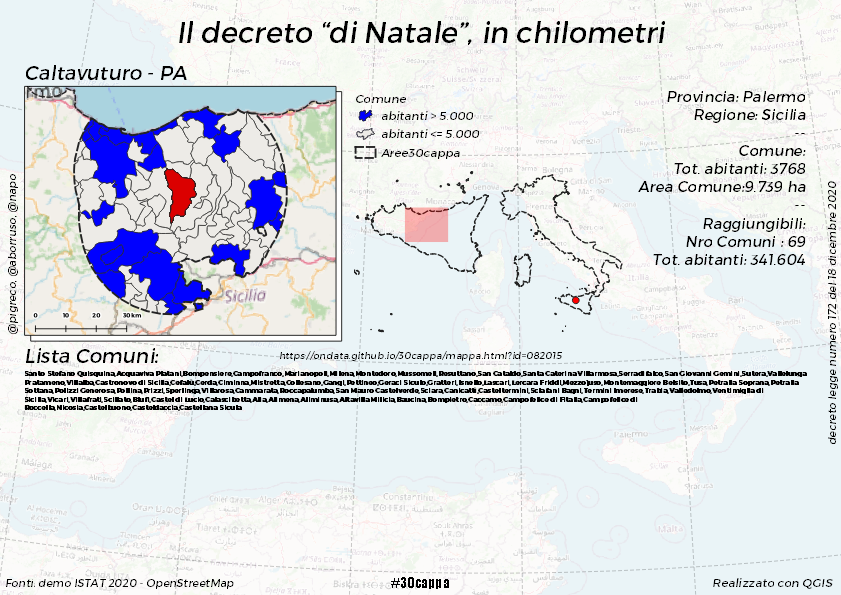 Il decreto “di Natale”, in chilometri
Caltavuturo - PA
Comune
abitanti > 5.000
abitanti <= 5.000
Aree30cappa
Provincia: Palermo
Regione: Sicilia
--
Comune:
Tot. abitanti: 3768
Area Comune:9.739 ha
--
Raggiungibili:
Nro Comuni : 69
Tot. abitanti: 341.604
rmo
Sicilia
0 10 20 30 km
@pigreco, @aborruso, @napo
decreto legge numero 172 del 18 dicembre 2020
Lista Comuni:
https://ondata.github.io/30cappa/mappa.html?id=082015
Santo Stefano Quisquina,Acquaviva Platani,Bompensiere,Campofranco,Marianopoli,Milena,Montedoro,Mussomeli,Resuttano,San Cataldo,Santa Caterina Villarmosa,Serradifalco,San Giovanni Gemini,Sutera,Vallelunga
Pratameno,Villalba,Castronovo di Sicilia,Cefalù,Cerda,Ciminna,Mistretta,Collesano,Gangi,Pettineo,Geraci Siculo,Gratteri,Isnello,Lascari,Lercara Friddi,Mezzojuso,Montemaggiore Belsito,Tusa,Petralia Soprana,Petralia
Sottana,Polizzi Generosa,Pollina,Prizzi,Sperlinga,Villarosa,Cammarata,Roccapalumba,San Mauro Castelverde,Sciara,Canicattì,Casteltermini,Sclafani Bagni,Termini Imerese,Trabia,Valledolmo,Ventimiglia di
Sicilia,Vicari,Villafrati,Scillato,Blufi,Castel di Lucio,Calascibetta,Alia,Alimena,Aliminusa,Altavilla Milicia,Baucina,Bompietro,Caccamo,Campobello di Fitalia,Campofelice di
Roccella,Nicosia,Castelbuono,Casteldaccia,Castellana Sicula
Fonti: demo ISTAT 2020 - OpenStreetMap
#30cappa
Realizzato con QGIS